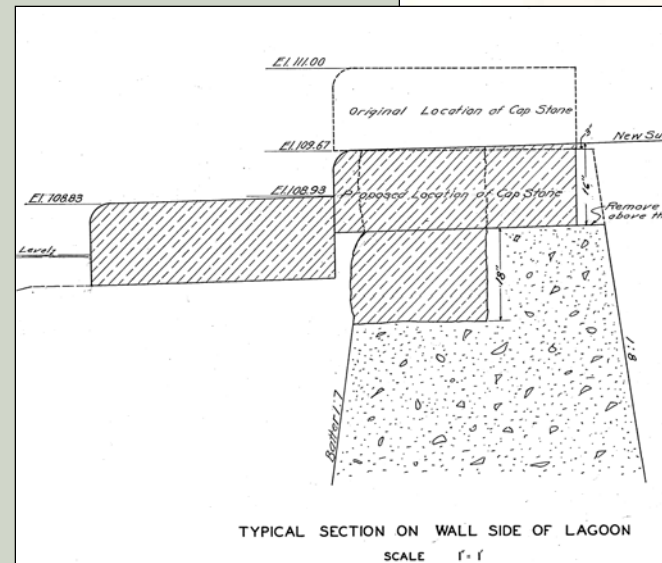 El. 111.00
Original Location of Cap Stone
El. 109.67
New Su
El. 108.93
Proposed Location of Cap Stone
16"
El. 108.83
Remove
above th
Level
18"
1:8
Batter 1:7
TYPICAL SECTION ON WALL SIDE OF LAGOON
SCALE 1" = 1'